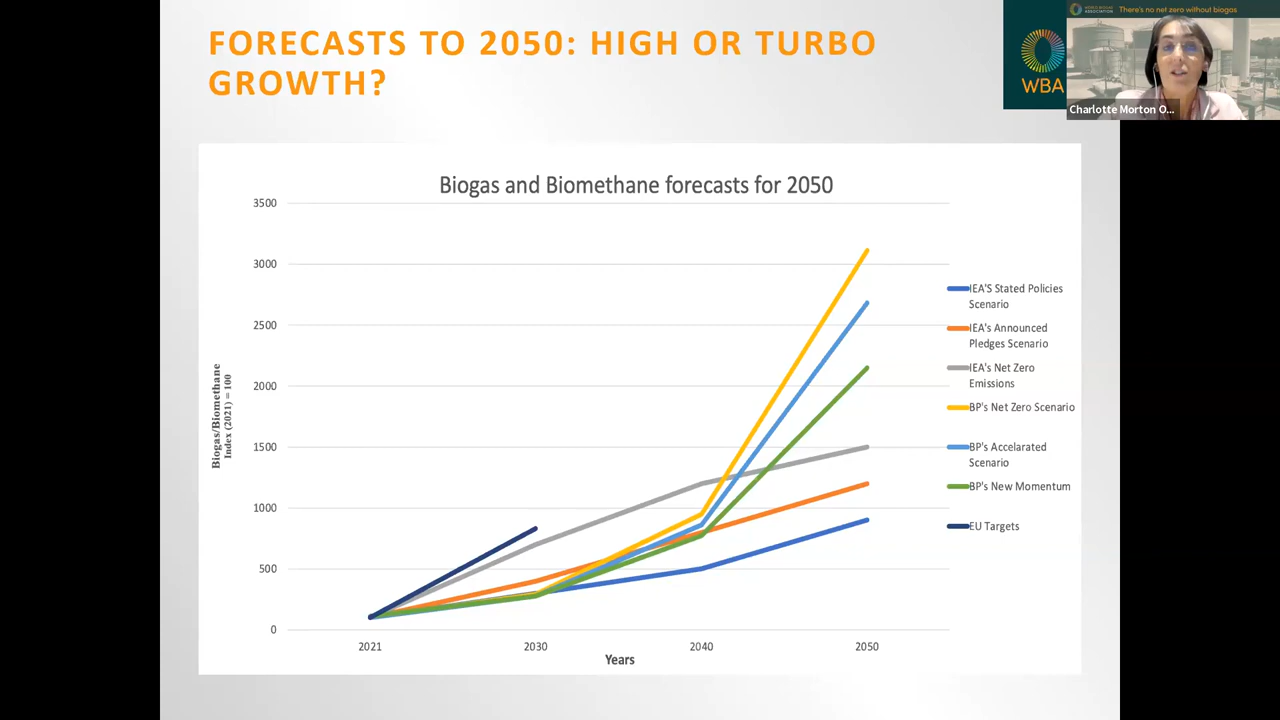 FORECASTS TO 2050: HIGH OR TURBO
GROWTH?
WBA
WORLD BIOGAS
ASSOCIATION
There's no net zero without biogas
Charlotte Morton O...
Biogas and Biomethane forecasts for 2050
3500
3000
2500
2000
1500
1000
500
0
Biogas/Biomethane
Index (2021) = 100
2021
2030
2040
2050
Years
IEA'S Stated Policies
Scenario
IEA's Announced
Pledges Scenario
IEA's Net Zero
Emissions
BP's Net Zero Scenario
BP's Accelarated
Scenario
BP's New Momentum
EU Targets